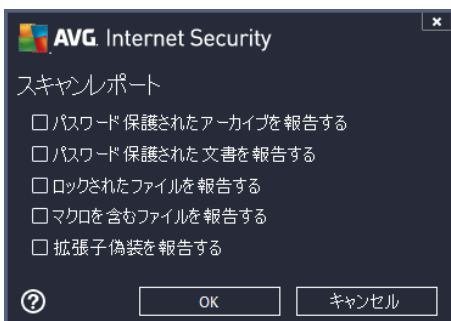 AVG. Internet Security
スキャンレポート
パスワード保護されたアーカイブを報告する
パスワード保護された文書を報告する
ロックされたファイルを報告する
マクロを含むファイルを報告する
拡張子偽装を報告する
OK
キャンセル